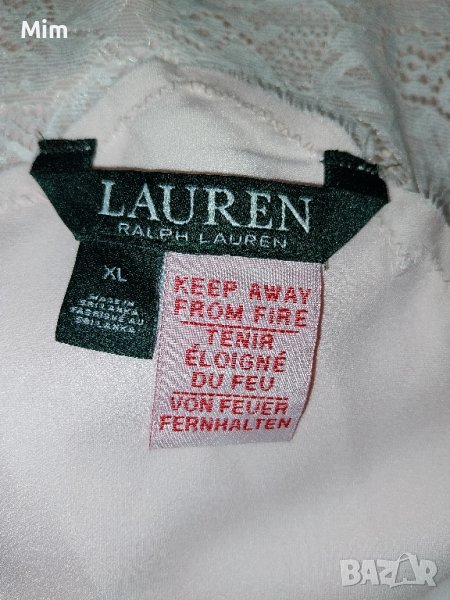 Mim
LAUREN
RALPH LAUREN
XL
MADE IN
SRI LANKA
FABRIQUÉ AU
SRI LANKA
KEEP AWAY
FROM FIRE
TENIR
ÉLOIGNÉ
DU FEU
VON FEUER
FERNHALTEN
BAZAR